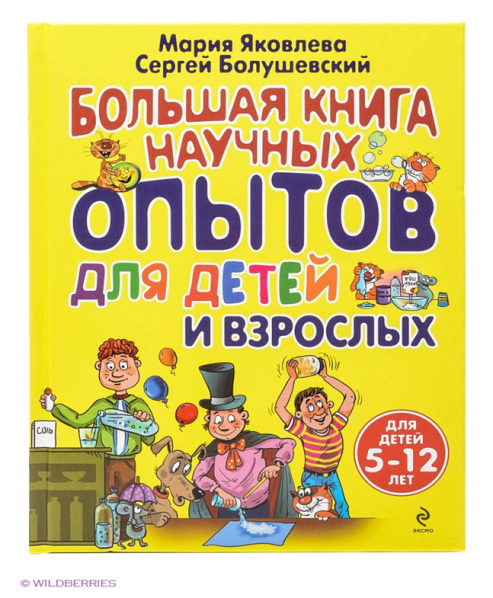 Мария Яковлева
Сергей Болушевский
БОЛЬШАЯ КНИГА
НАУЧНЫХ
ОПЫТОВ
ДЛЯ ДЕТЕЙ
И ВЗРОСЛЫХ
СОЛЬ
ДЛЯ
ДЕТЕЙ
5-12
ЛЕТ
ЭКСМО
© WILDBERRIES